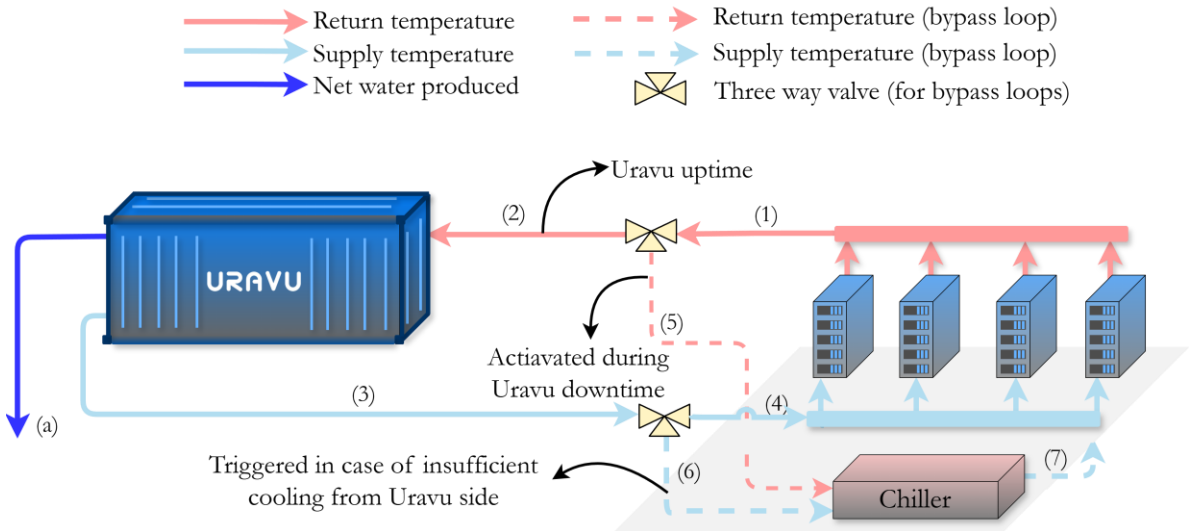 Return temperature
Supply temperature
Net water produced
Return temperature (bypass loop)
Supply temperature (bypass loop)
Three way valve (for bypass loops)
Uravu uptime
(2)
(1)
URAVU
(5)
Actiavated during
Uravu downtime
(3)
(4)
(a)
Triggered in case of insufficient
cooling from Uravu side
(6)
(7)
Chiller